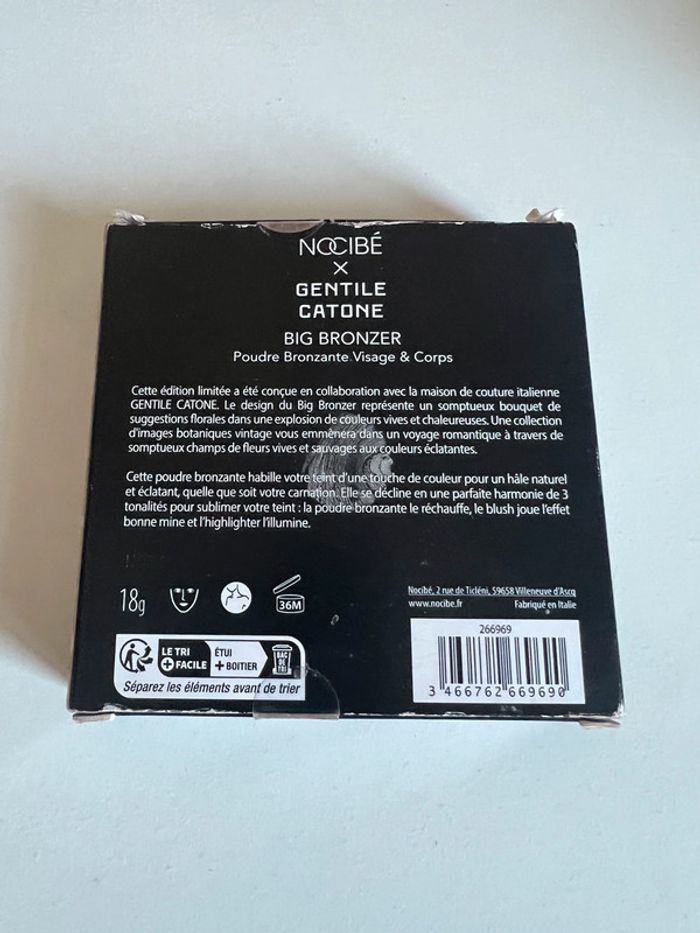 NOCIBÉ
X
GENTILE
CATONE
BIG BRONZER
Poudre Bronzante Visage & Corps
Cette édition limitée a été conçue en collaboration avec la maison de couture italienne
GENTILE CATONE. Le design du Big Bronzer représente un somptueux bouquet de
suggestions florales dans une explosion de couleurs vives et chaleureuses. Une collection
d'images botaniques vintage vous emmènera dans un voyage romantique à travers de
somptueux champs de fleurs vives et sauvages aux couleurs éclatantes.
Cette poudre bronzante habille votre teint d'une touche de couleur pour un hâle naturel
et éclatant, quelle que soit votre carnation. Elle se décline en une parfaite harmonie de 3
tonalités pour sublimer votre teint : la poudre bronzante le réchauffe, le blush joue l'effet
bonne mine et l'highlighter l'illumine.
18g
36M
Nocibé, 2 rue de Ticléni, 59658 Villeneuve d'Ascq
www.nocibe.fr Fabriqué en Italie
LE TRI
+ FACILE
ÉTUI
+ BOITIER
BAC
DE
TRI
Séparez les éléments avant de trier
266969
3 466762 669690